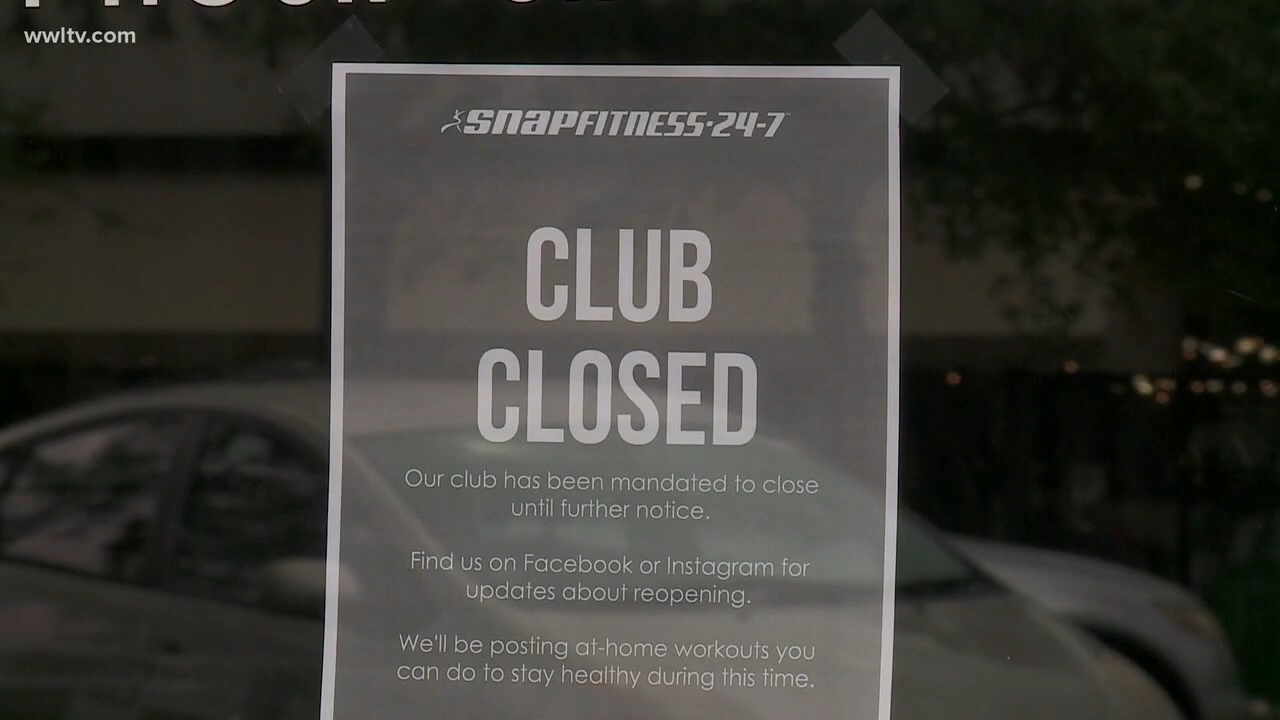 wwltv.com
SNAPFITNESS·24-7
CLUB
CLOSED
Our club has been mandated to close
until further notice.
Find us on Facebook or Instagram for
updates about reopening.
We'll be posting at-home workouts you
can do to stay healthy during this time.